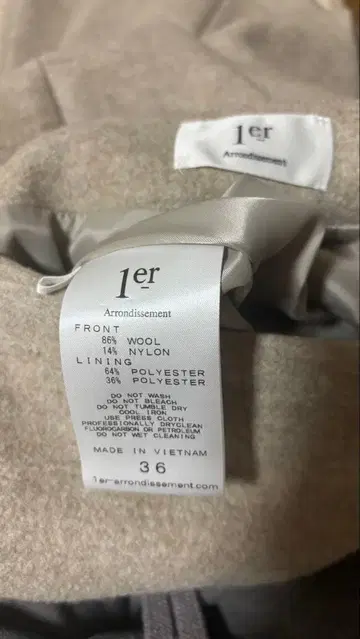 1er
Arrondissement
1er
Arrondissement
FRONT
86% WOOL
14% NYLON
LINING
64% POLYESTER
36% POLYESTER
DO NOT WASH
DO NOT BLEACH
DO NOT TUMBLE DRY
COOL IRON
USE PRESS CLOTH
PROFESSIONALLY DRYCLEAN
FLUOROCARBON OR PETROLEUM
DO NOT WET CLEANING
MADE IN VIETNAM
36
1er-arrondissement.com